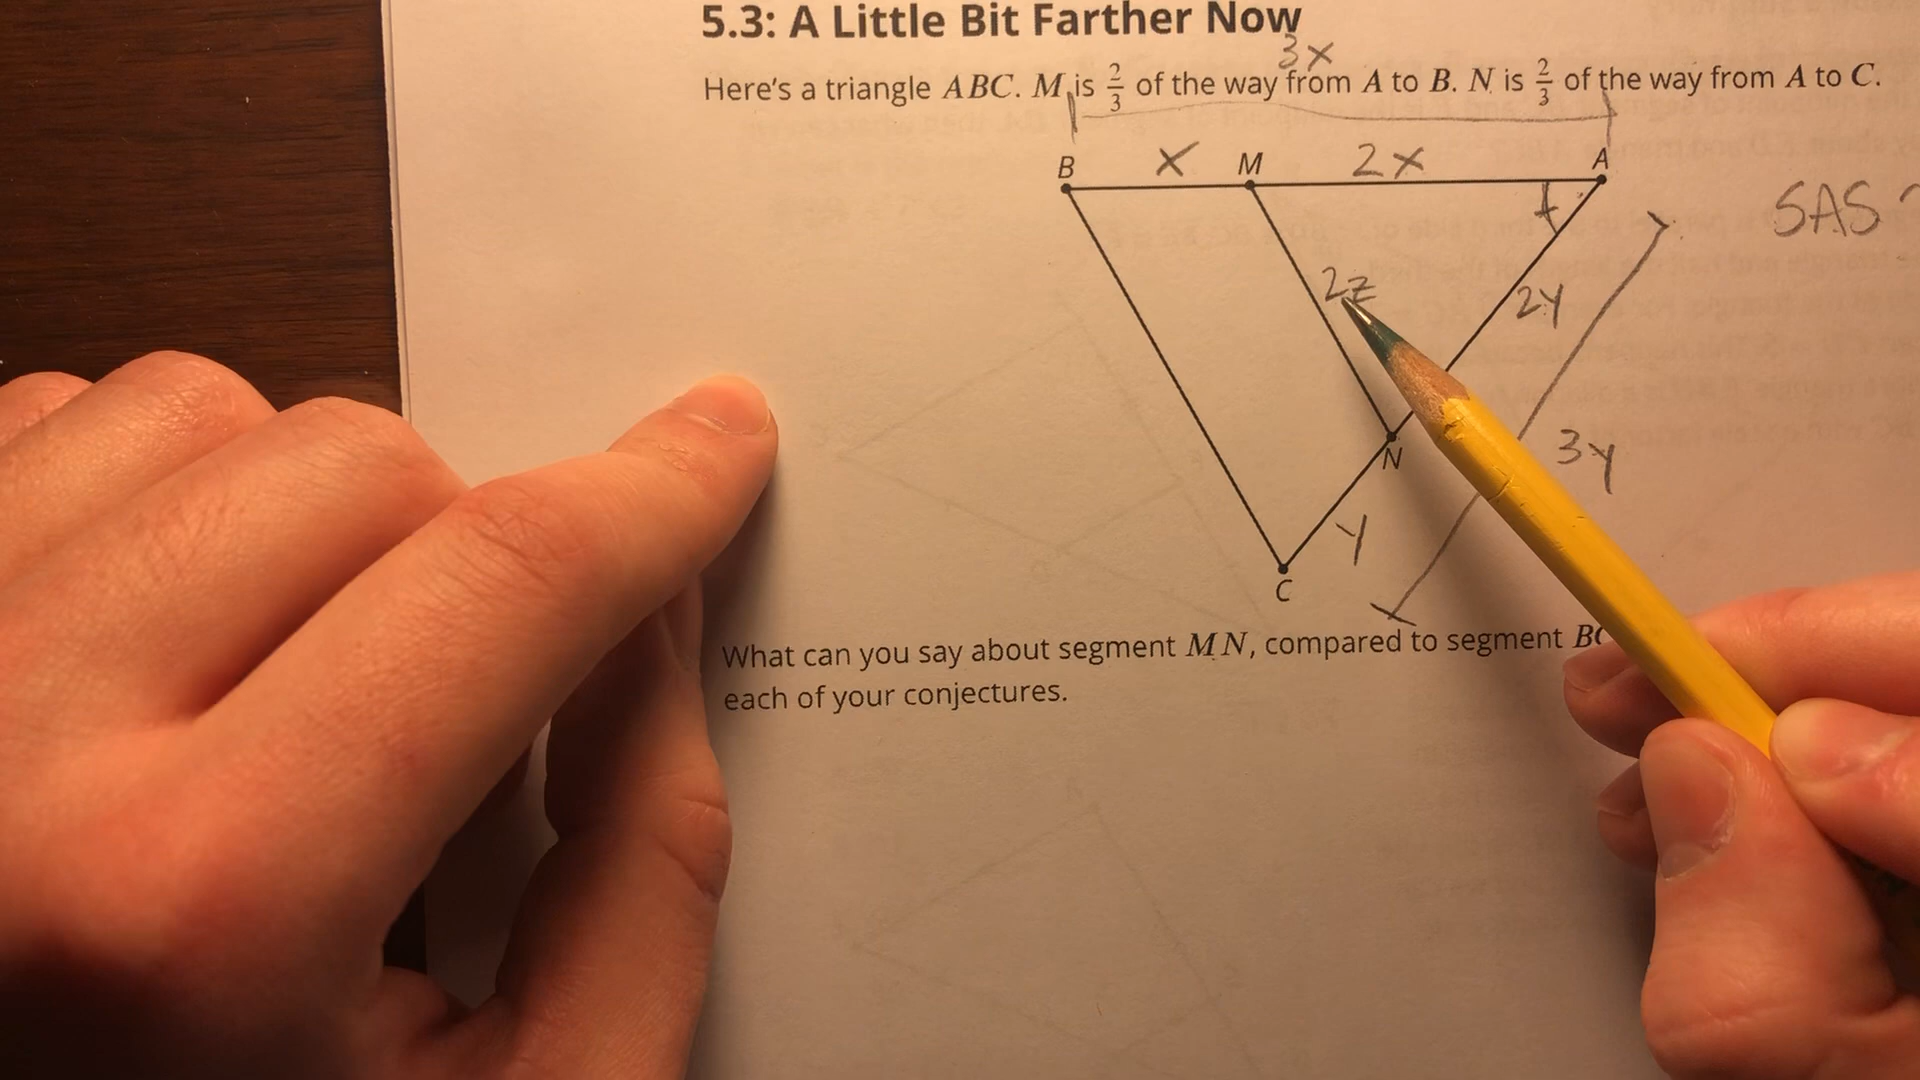 5.3: A Little Bit Farther Now
3x
Here's a triangle ABC. M is 2/3 of the way from A to B. N is 2/3 of the way from A to C.
B x M 2x A
SAS
2z 2y
3y
N
y
C
What can you say about segment MN, compared to segment
each of your conjectures.